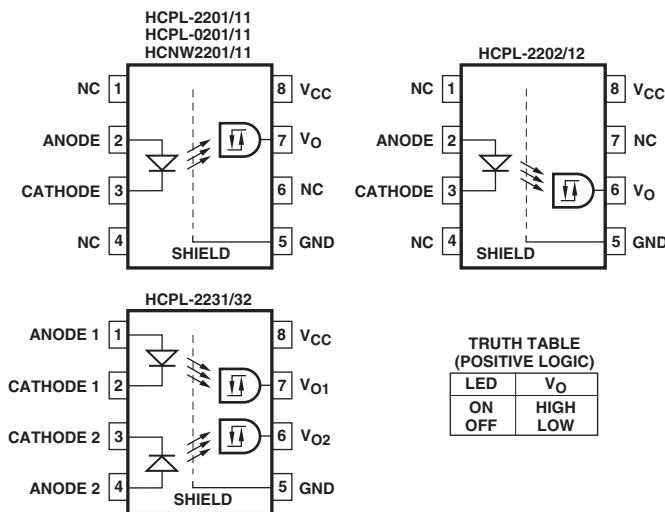 HCPL-2201/11
HCPL-0201/11
HCNW2201/11
NC 1
ANODE 2
CATHODE 3
NC 4
8 VCC
7 VO
6 NC
5 GND
SHIELD
HCPL-2202/12
NC 1
ANODE 2
CATHODE 3
NC 4
8 VCC
7 NC
6 VO
5 GND
SHIELD
HCPL-2231/32
ANODE 1 1
CATHODE 1 2
CATHODE 2 3
ANODE 2 4
8 VCC
7 VO1
6 VO2
5 GND
SHIELD
TRUTH TABLE
(POSITIVE LOGIC)
LED VO
ON HIGH
OFF LOW